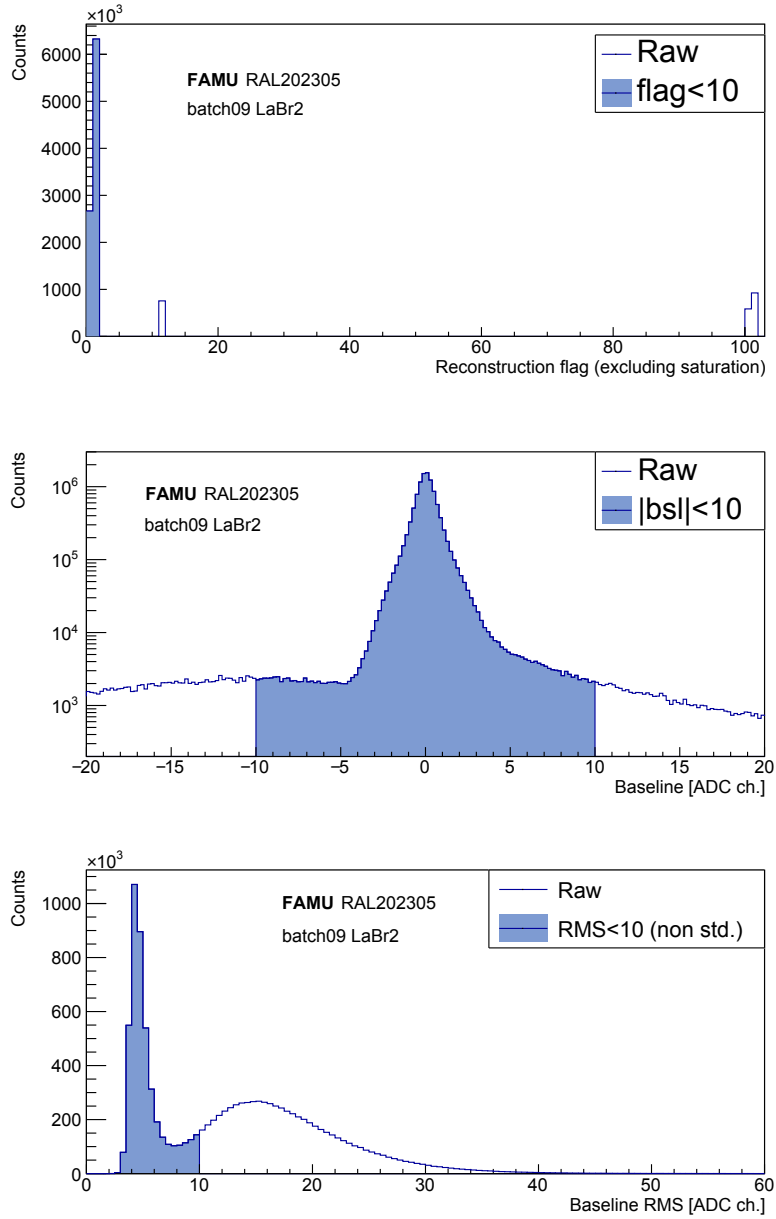 ×10³
Counts
6000
5000
4000
3000
2000
1000
0
FAMU RAL202305
batch09 LaBr2
Raw
flag<10
0 20 40 60 80 100
Reconstruction flag (excluding saturation)
Counts
10⁶
10⁵
10⁴
10³
FAMU RAL202305
batch09 LaBr2
Raw
|bsl|<10
−20 −15 −10 −5 0 5 10 15 20
Baseline [ADC ch.]
×10³
Counts
1000
800
600
400
200
0
FAMU RAL202305
batch09 LaBr2
Raw
RMS<10 (non std.)
0 10 20 30 40 50 60
Baseline RMS [ADC ch.]